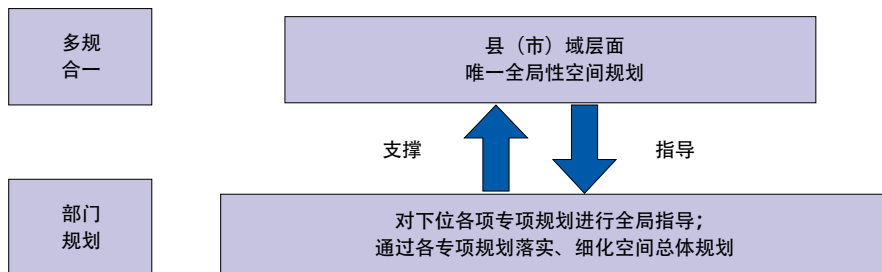 多规
合一
县（市）域层面
唯一全局性空间规划
支撑
指导
部门
规划
对下位各项专项规划进行全局指导；
通过各专项规划落实、细化空间总体规划